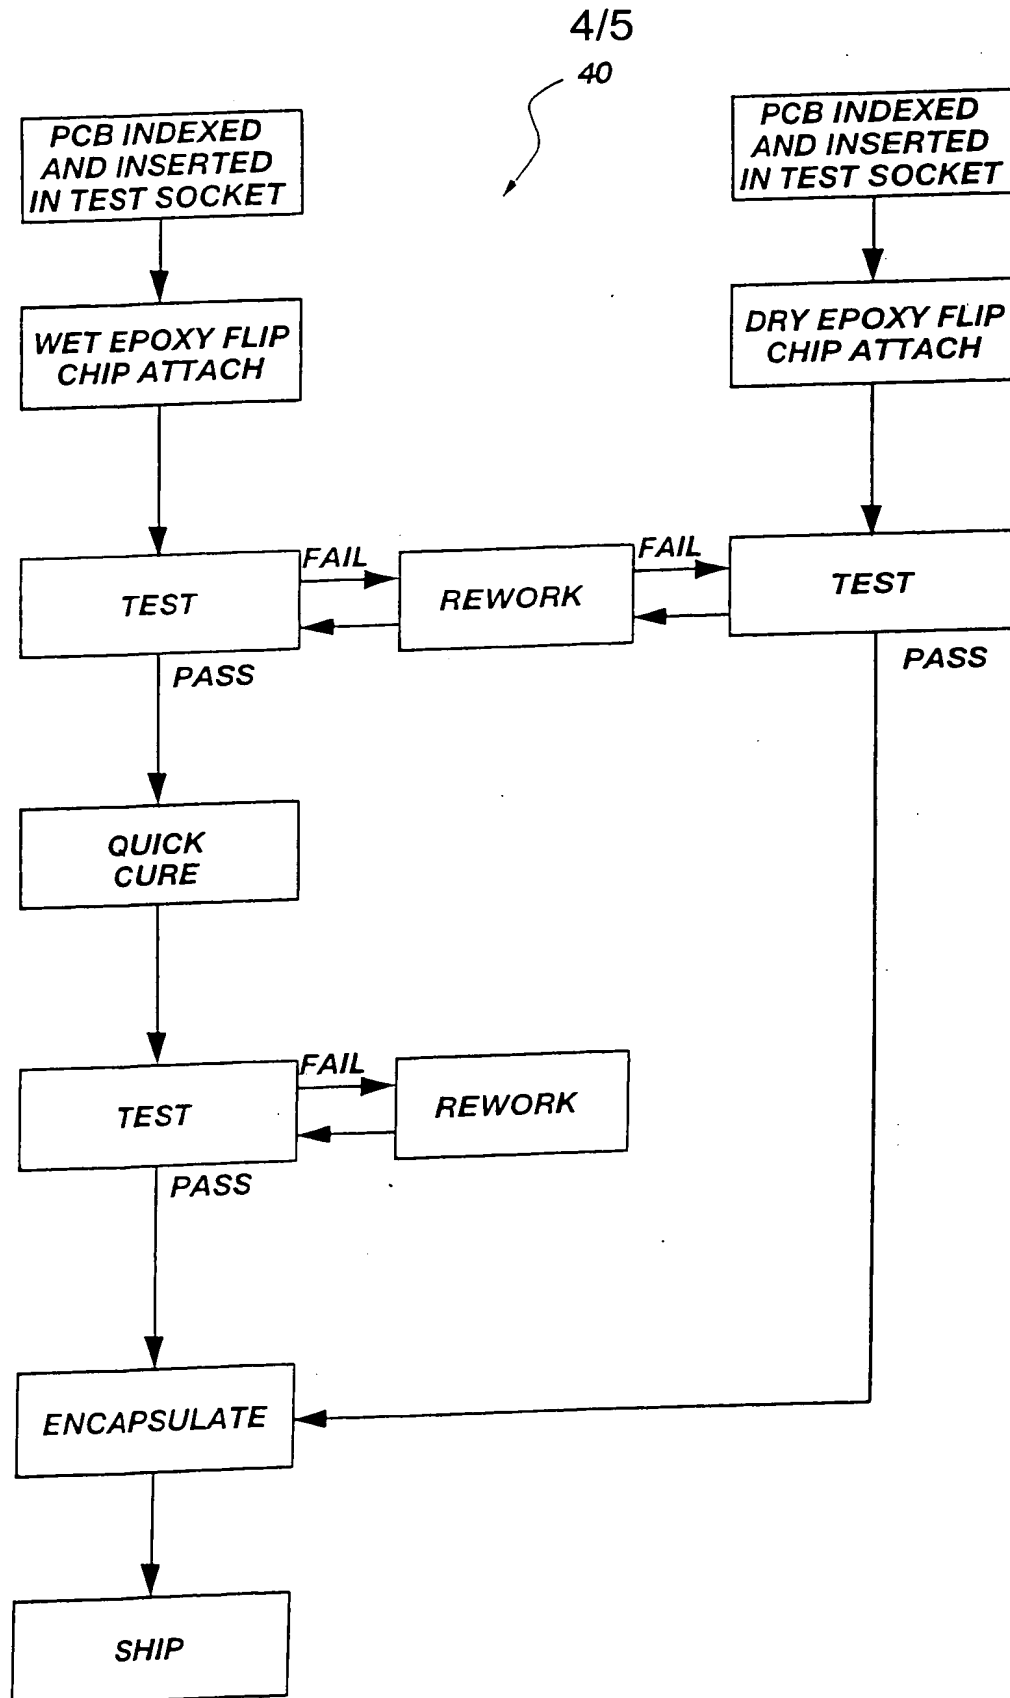 4/5
40
PCB INDEXED
AND INSERTED
IN TEST SOCKET
PCB INDEXED
AND INSERTED
IN TEST SOCKET
WET EPOXY FLIP
CHIP ATTACH
DRY EPOXY FLIP
CHIP ATTACH
TEST
FAIL
REWORK
FAIL
TEST
PASS
PASS
QUICK
CURE
TEST
FAIL
REWORK
PASS
ENCAPSULATE
SHIP